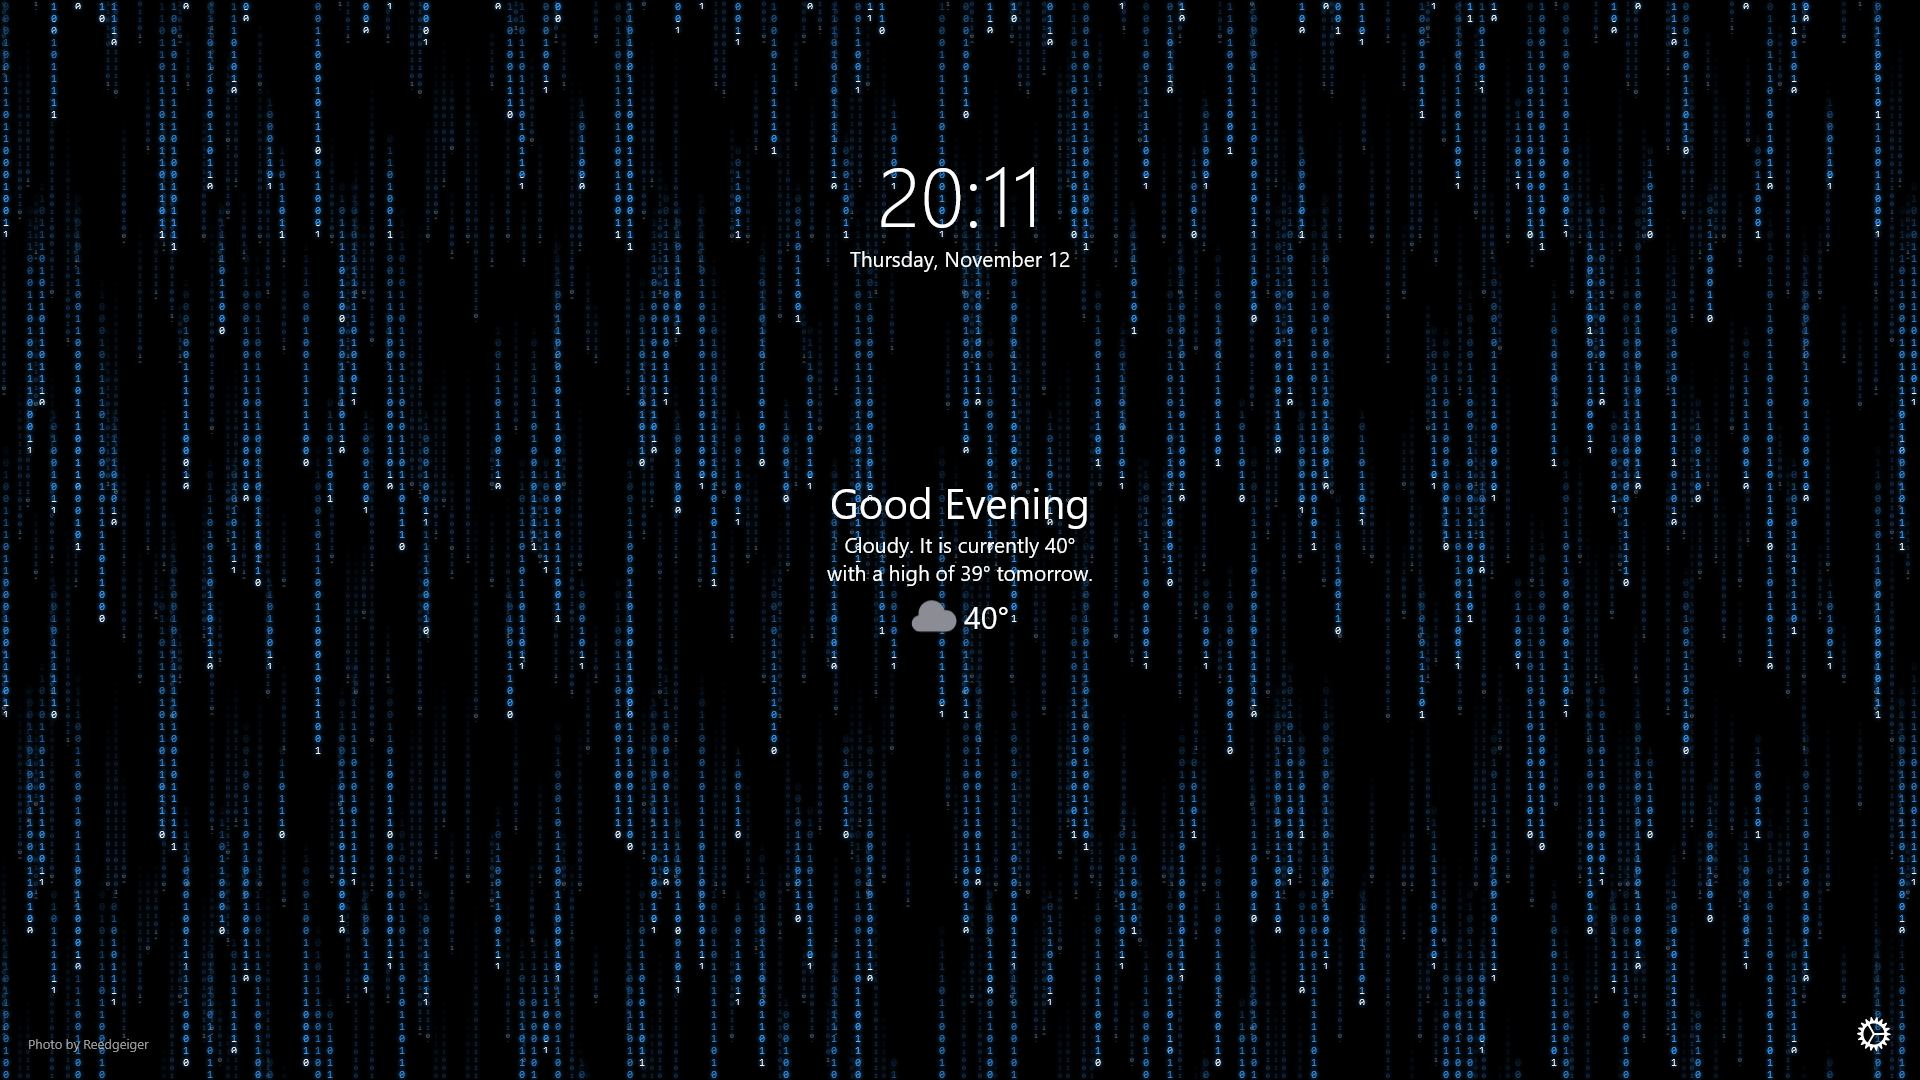 20:11
Thursday, November 12
Good Evening
Cloudy. It is currently 40°
with a high of 39° tomorrow.
40°
Photo by Reedgeiger